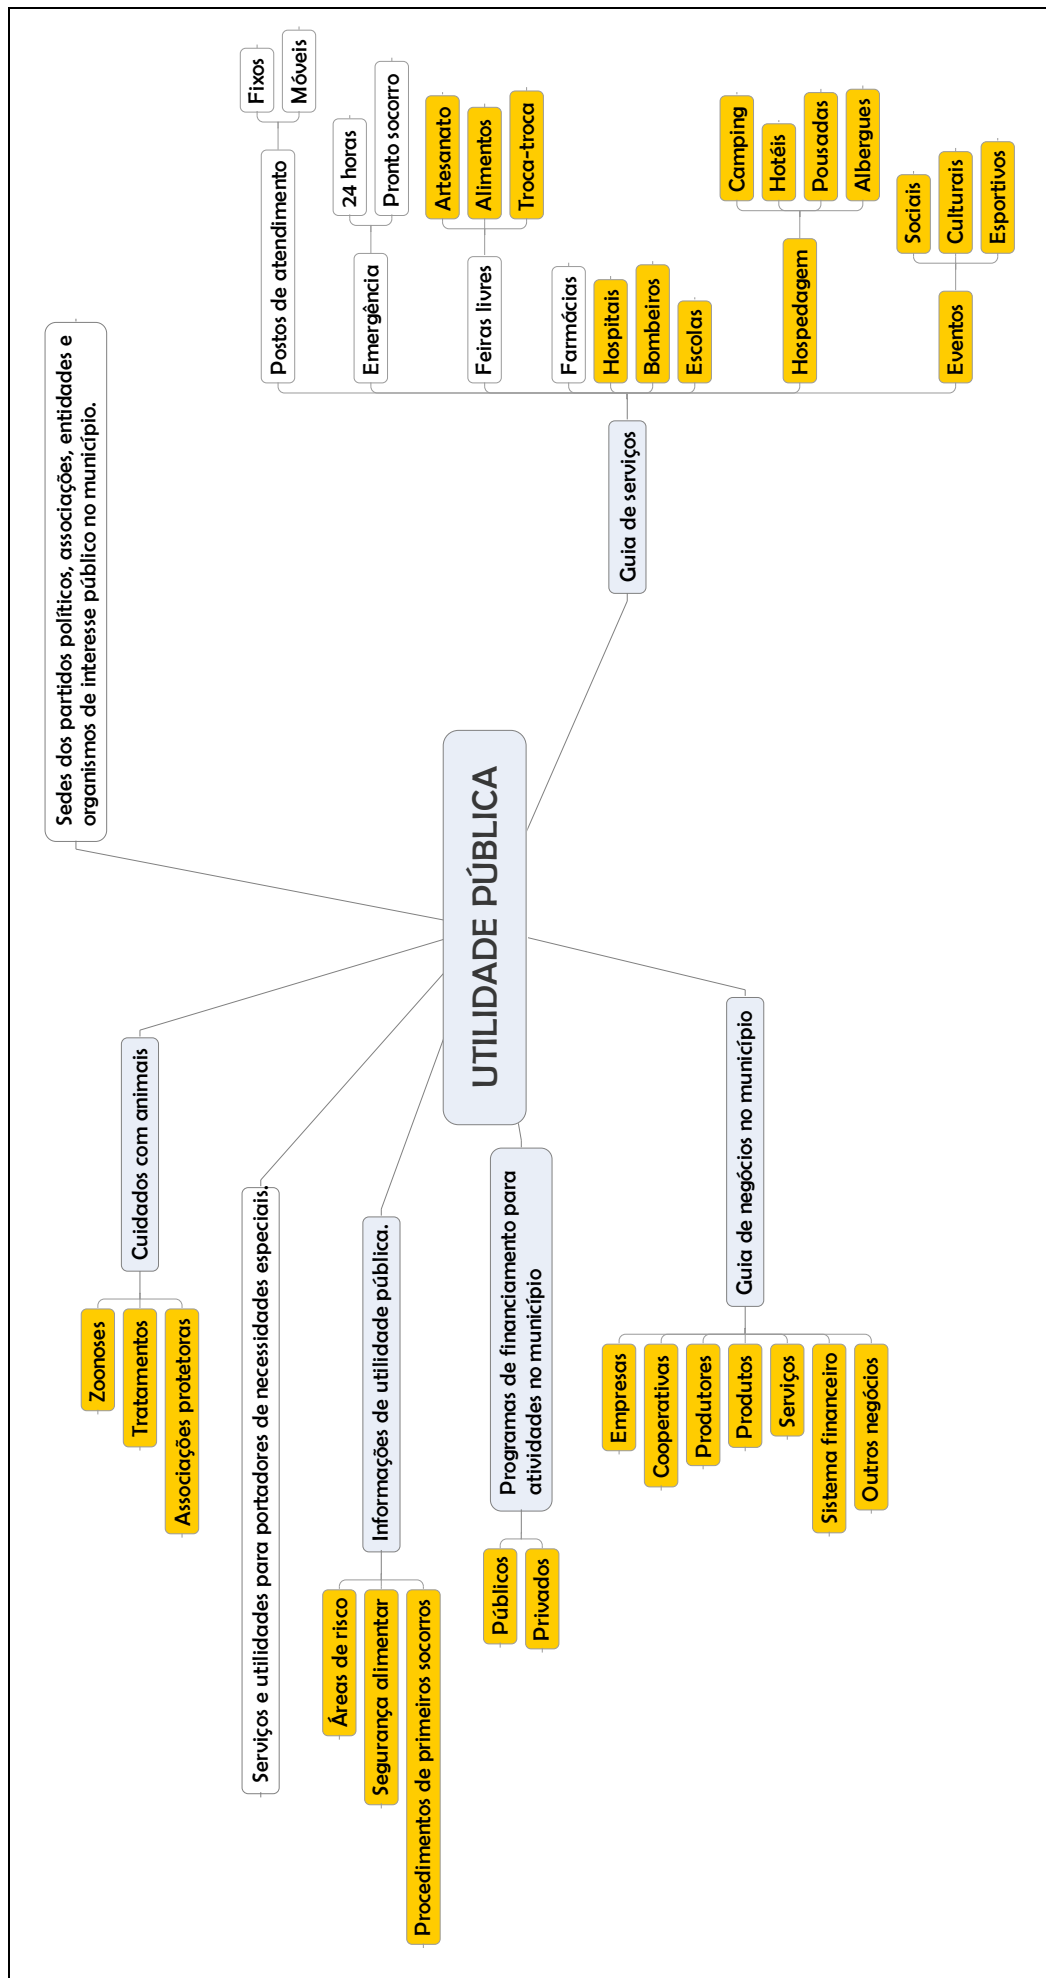 UTILIDADE PÚBLICA
Sedes dos partidos políticos, associações, entidades e
organismos de interesse público no município.
Guia de serviços
Postos de atendimento
Fixos
Móveis
Emergência
24 horas
Pronto socorro
Feiras livres
Artesanato
Alimentos
Troca-troca
Farmácias
Hospitais
Bombeiros
Escolas
Hospedagem
Camping
Hotéis
Pousadas
Albergues
Eventos
Sociais
Culturais
Esportivos
Cuidados com animais
Zoonoses
Tratamentos
Associações protetoras
Serviços e utilidades para portadores de necessidades especiais.
Informações de utilidade pública.
Áreas de risco
Segurança alimentar
Procedimentos de primeiros socorros
Programas de financiamento para
atividades no município
Públicos
Privados
Guia de negócios no município
Empresas
Cooperativas
Produtores
Produtos
Serviços
Sistema financeiro
Outros negócios